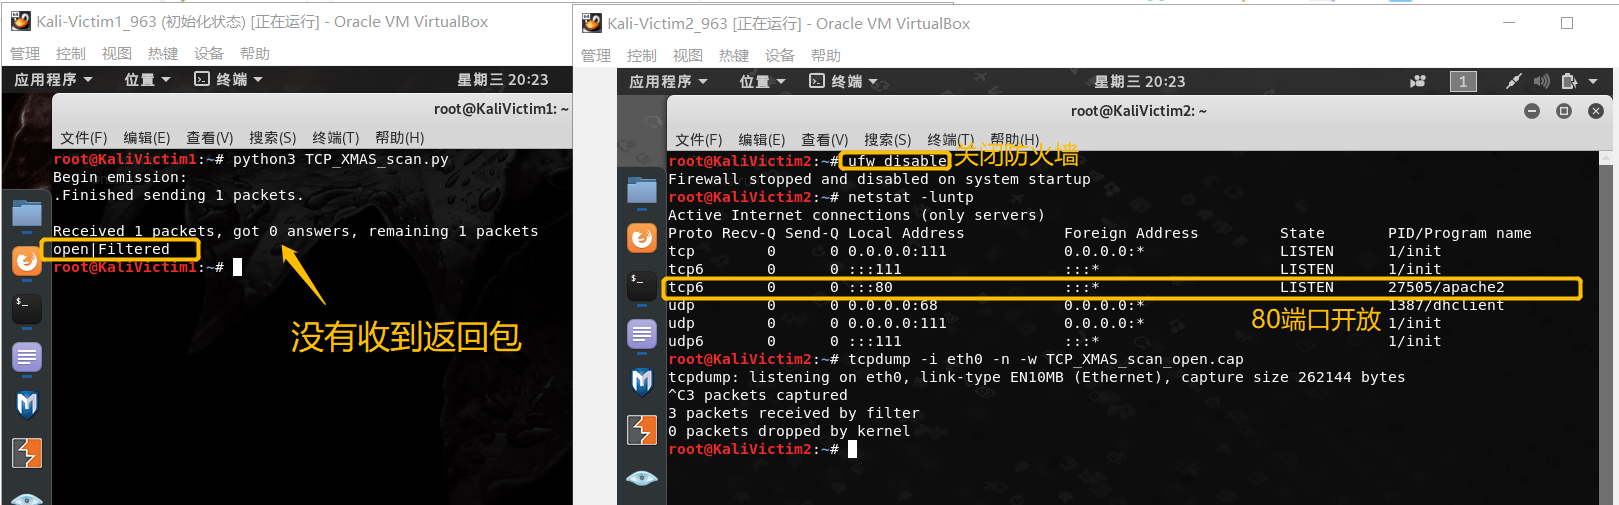 Kali-Victim1_963 (初始化状态) [正在运行] - Oracle VM VirtualBox
管理 控制 视图 热键 设备 帮助
应用程序 位置 终端 星期三 20:23
root@KaliVictim1: ~
文件(F) 编辑(E) 查看(V) 搜索(S) 终端(T) 帮助(H)
root@KaliVictim1:~# python3 TCP_XMAS_scan.py
Begin emission:
.Finished sending 1 packets.
Received 1 packets, got 0 answers, remaining 1 packets
open|Filtered
root@KaliVictim1:~#
没有收到返回包
Kali-Victim2_963 [正在运行] - Oracle VM VirtualBox
管理 控制 视图 热键 设备 帮助
应用程序 位置 终端 星期三 20:23 1
root@KaliVictim2: ~
文件(F) 编辑(E) 查看(V) 搜索(S) 终端(T) 帮助(H)
root@KaliVictim2:~# ufw disable 关闭防火墙
Firewall stopped and disabled on system startup
root@KaliVictim2:~# netstat -luntp
Active Internet connections (only servers)
Proto Recv-Q Send-Q Local Address Foreign Address State PID/Program name
tcp 0 0 0.0.0.0:111 0.0.0.0:* LISTEN 1/init
tcp6 0 0 :::111 :::* LISTEN 1/init
tcp6 0 0 :::80 :::* LISTEN 27505/apache2
udp 0 0 0.0.0.0:68 0.0.0.0:* 1387/dhclient
udp 0 0 0.0.0.0:111 0.0.0.0:* 1/init
udp6 0 0 :::111 :::* 1/init
80端口开放
root@KaliVictim2:~# tcpdump -i eth0 -n -w TCP_XMAS_scan_open.cap
tcpdump: listening on eth0, link-type EN10MB (Ethernet), capture size 262144 bytes
^C3 packets captured
3 packets received by filter
0 packets dropped by kernel
root@KaliVictim2:~#